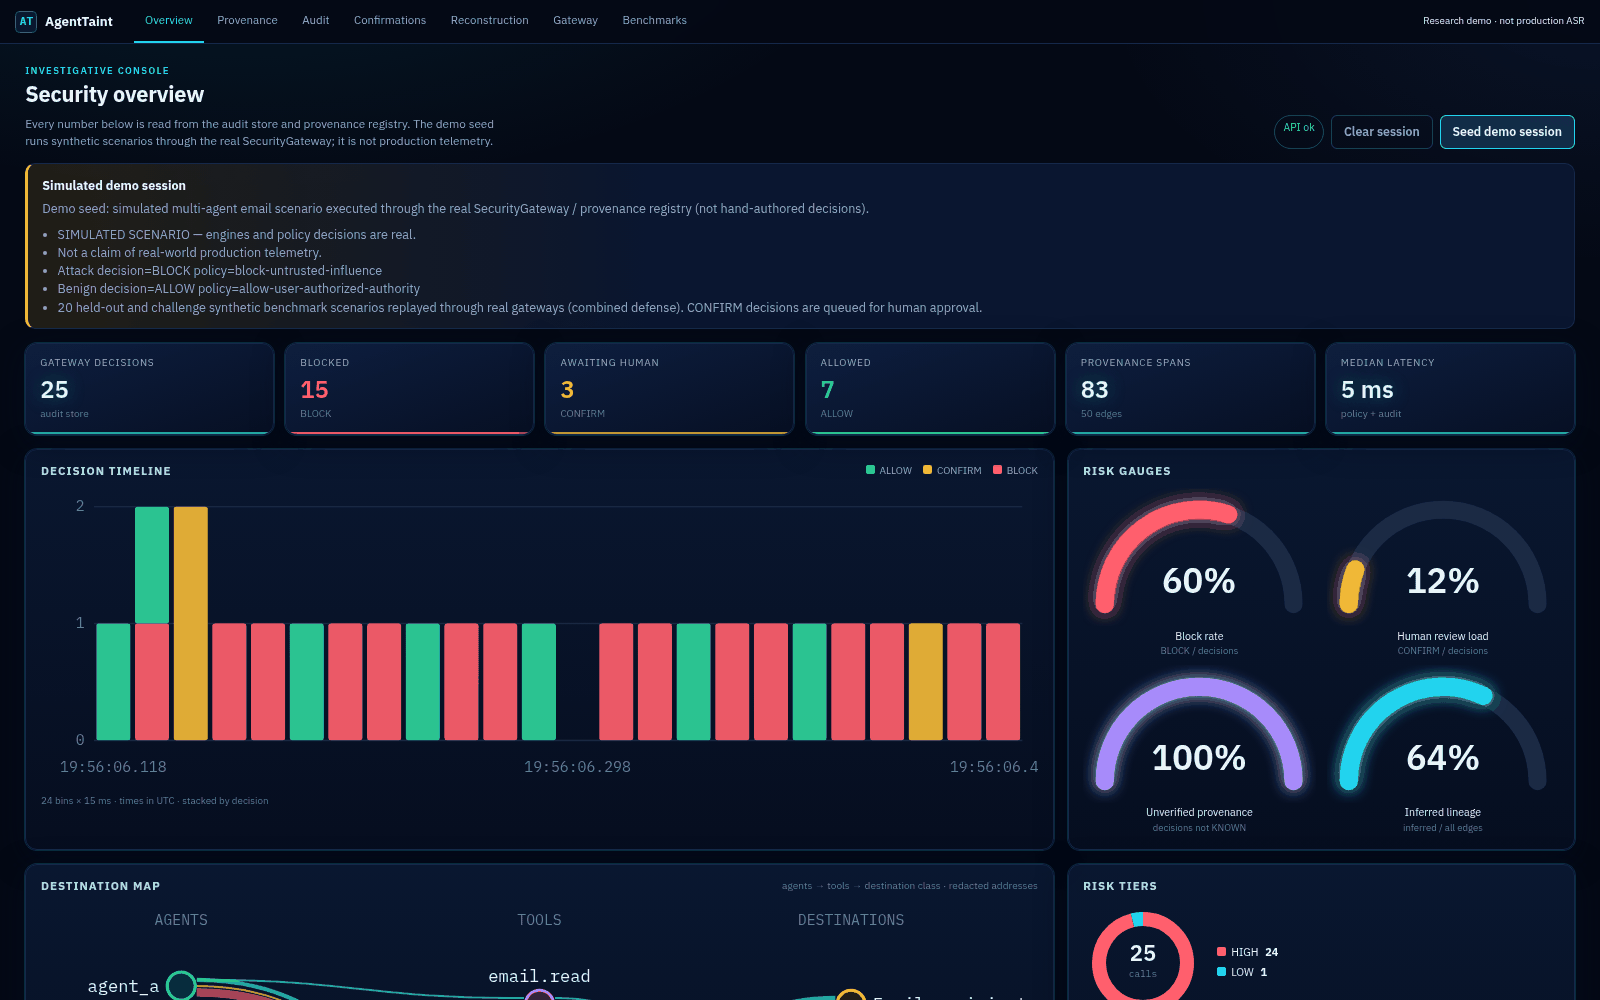 AT AgentTaint Overview Provenance Audit Confirmations Reconstruction Gateway Benchmarks Research demo · not production ASR
INVESTIGATIVE CONSOLE
Security overview
Every number below is read from the audit store and provenance registry. The demo seed
runs synthetic scenarios through the real SecurityGateway; it is not production telemetry.
API ok Clear session Seed demo session
Simulated demo session
Demo seed: simulated multi-agent email scenario executed through the real SecurityGateway / provenance registry (not hand-authored decisions).
• SIMULATED SCENARIO — engines and policy decisions are real.
• Not a claim of real-world production telemetry.
• Attack decision=BLOCK policy=block-untrusted-influence
• Benign decision=ALLOW policy=allow-user-authorized-authority
• 20 held-out and challenge synthetic benchmark scenarios replayed through real gateways (combined defense). CONFIRM decisions are queued for human approval.
GATEWAY DECISIONS
25
audit store
BLOCKED
15
BLOCK
AWAITING HUMAN
3
CONFIRM
ALLOWED
7
ALLOW
PROVENANCE SPANS
83
50 edges
MEDIAN LATENCY
5 ms
policy + audit
DECISION TIMELINE
ALLOW CONFIRM BLOCK
2
1
0
19:56:06.118 19:56:06.298 19:56:06.4
24 bins × 15 ms · times in UTC · stacked by decision
RISK GAUGES
60%
Block rate
BLOCK / decisions
12%
Human review load
CONFIRM / decisions
100%
Unverified provenance
decisions not KNOWN
64%
Inferred lineage
inferred / all edges
DESTINATION MAP
agents → tools → destination class · redacted addresses
AGENTS TOOLS DESTINATIONS
email.read
agent_a
RISK TIERS
25
calls
HIGH 24
LOW 1